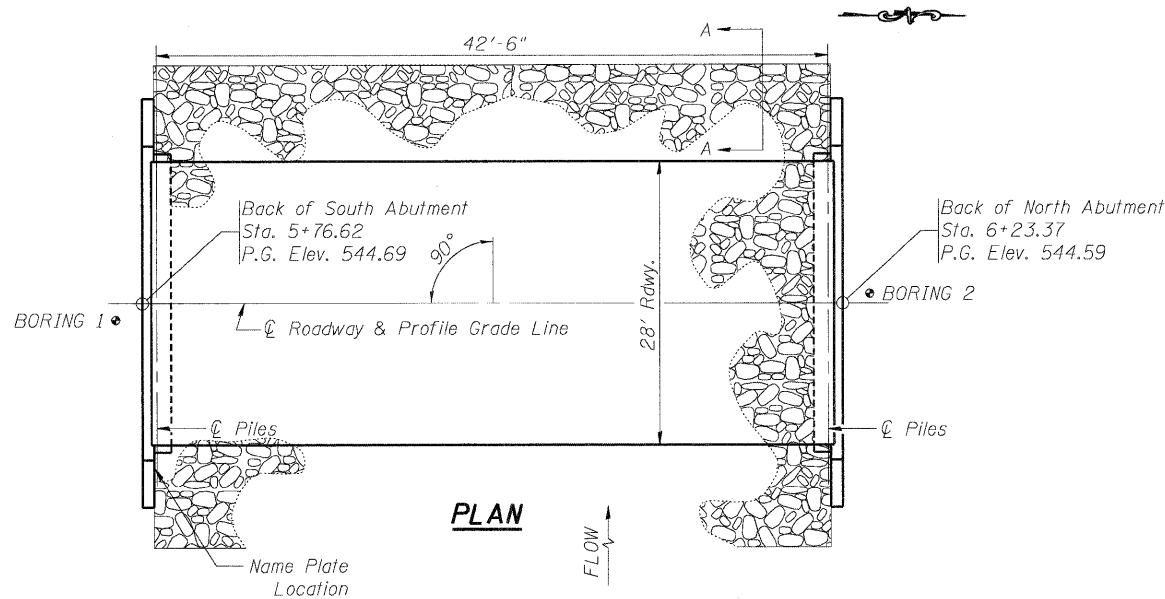 A
42'-6"
A
Back of South Abutment
Sta. 5+76.62
P.G. Elev. 544.69
90°
Back of North Abutment
Sta. 6+23.37
P.G. Elev. 544.59
BORING 1
BORING 2
28' Rdwy.
℄ Roadway & Profile Grade Line
℄ Piles
℄ Piles
PLAN
FLOW
Name Plate
Location